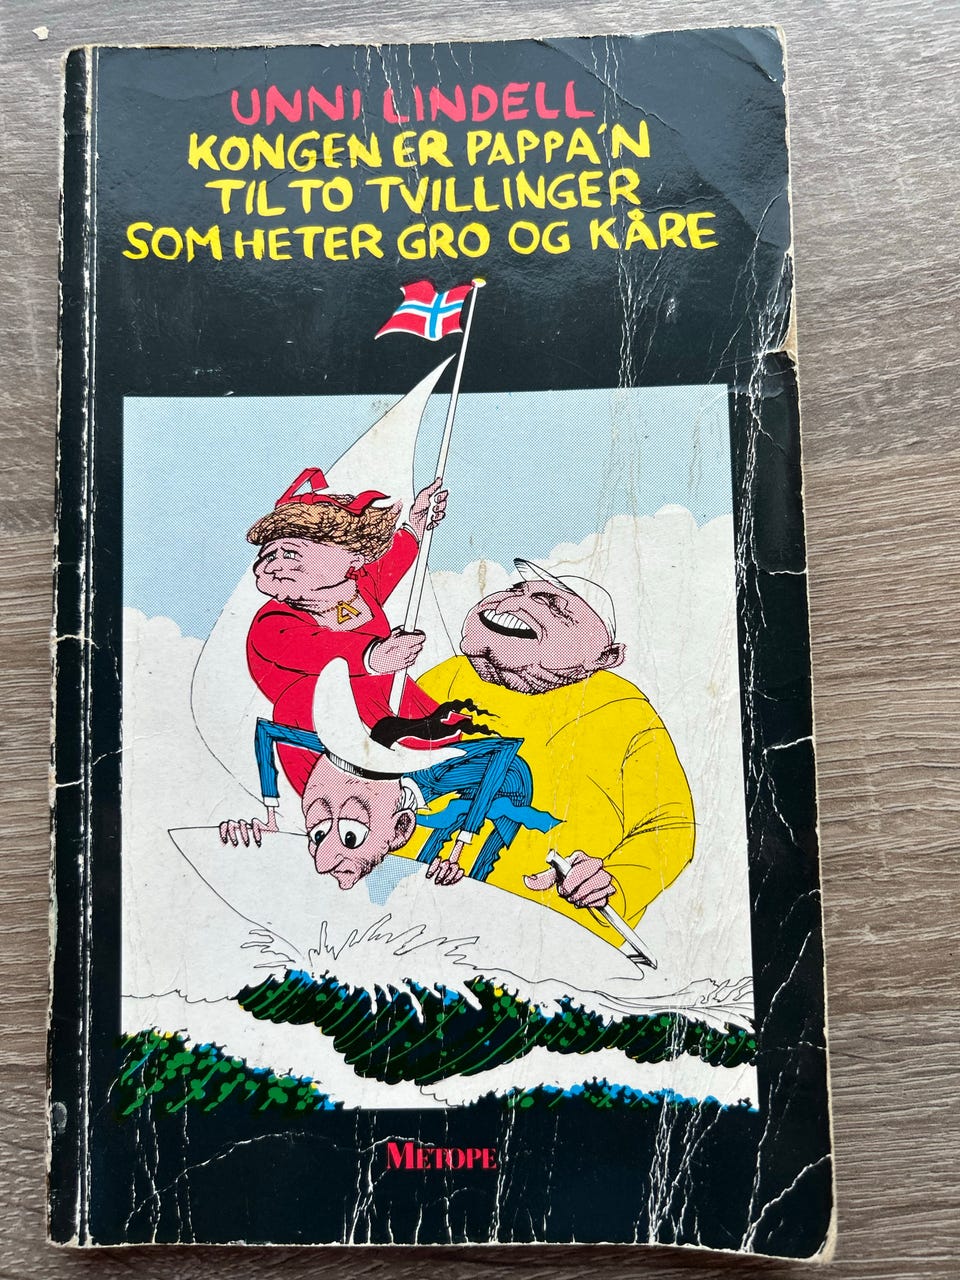 UNNI LINDELL
KONGEN ER PAPPA'N
TIL TO TVILLINGER
SOM HETER GRO OG KÅRE
METOPE